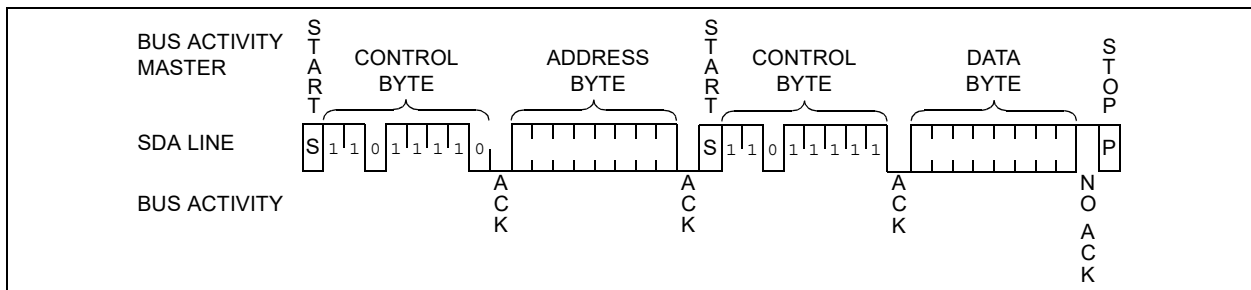 BUS ACTIVITY
MASTER
START
CONTROL
BYTE
ADDRESS
BYTE
START
CONTROL
BYTE
DATA
BYTE
STOP
SDA LINE
S 1 1 0 1 1 1 1 0
S 1 1 0 1 1 1 1 1
P
BUS ACTIVITY
ACK
ACK
ACK
NO ACK